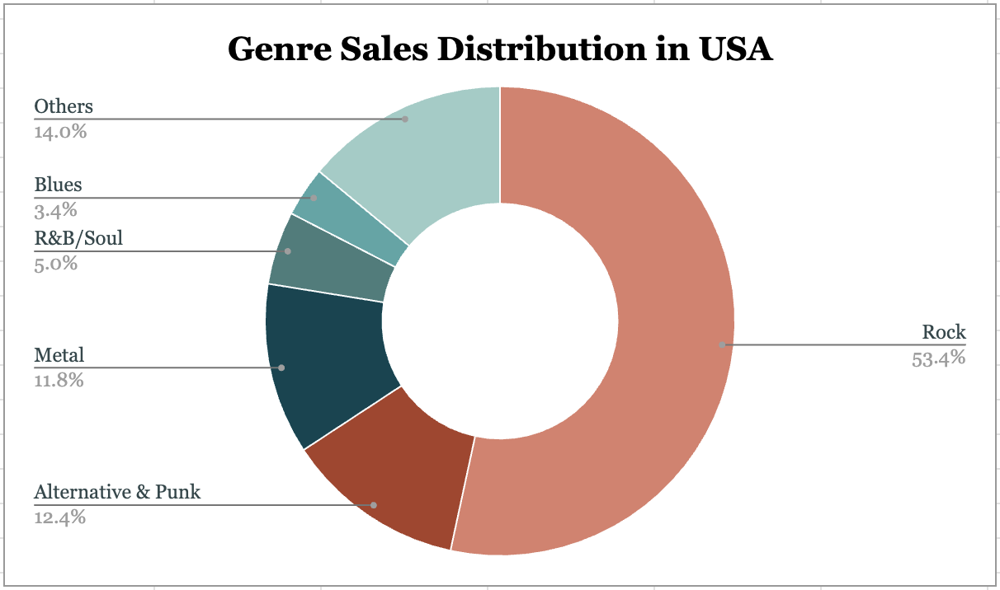 Genre Sales Distribution in USA
Others
14.0%
Blues
3.4%
R&B/Soul
5.0%
Metal
11.8%
Alternative & Punk
12.4%
Rock
53.4%